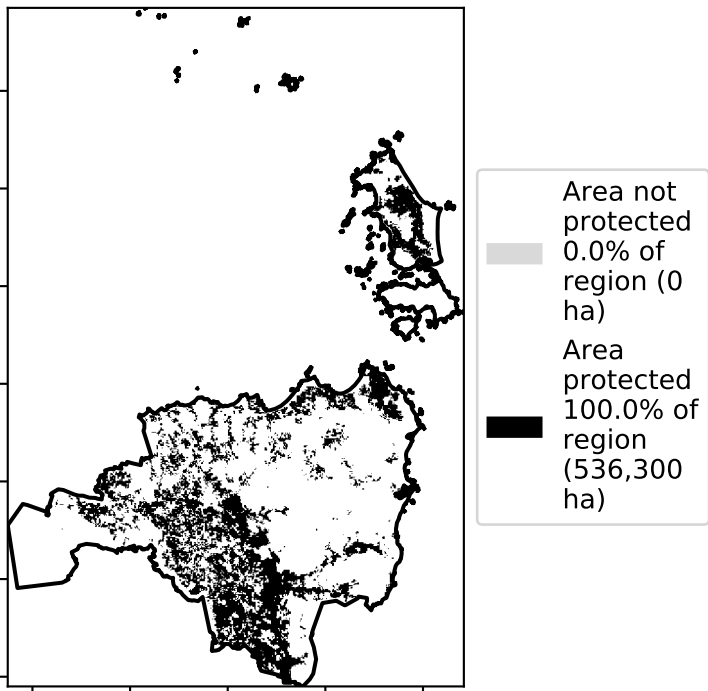 Area not
protected
0.0% of
region (0
ha)
Area
protected
100.0% of
region
(536,300
ha)